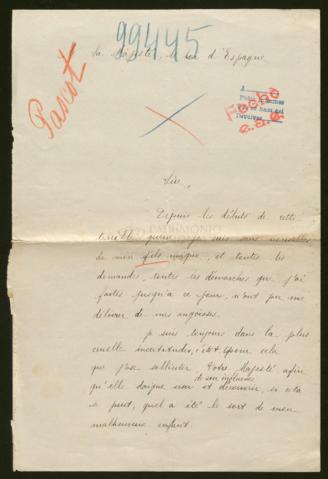 99445
Sa Majesté, le roi d'Espagne
Pascot
Hecho
Sire,
Depuis les débuts de cette
terrible guerre je suis sans nouvelles
de mon fils unique, et toutes les
demandes, toutes les démarches que j'ai
faites jusqu'à ce jour, n'ont pu me
délivrer de mes angoisses.
Je suis toujours dans la plus
cruelle incertitude, c'est pour cela
que j'ose solliciter Votre Majesté afin
qu'elle daigne user de son influence
et découvrir, si cela
se peut, quel a été le sort de mon
malheureux enfant.